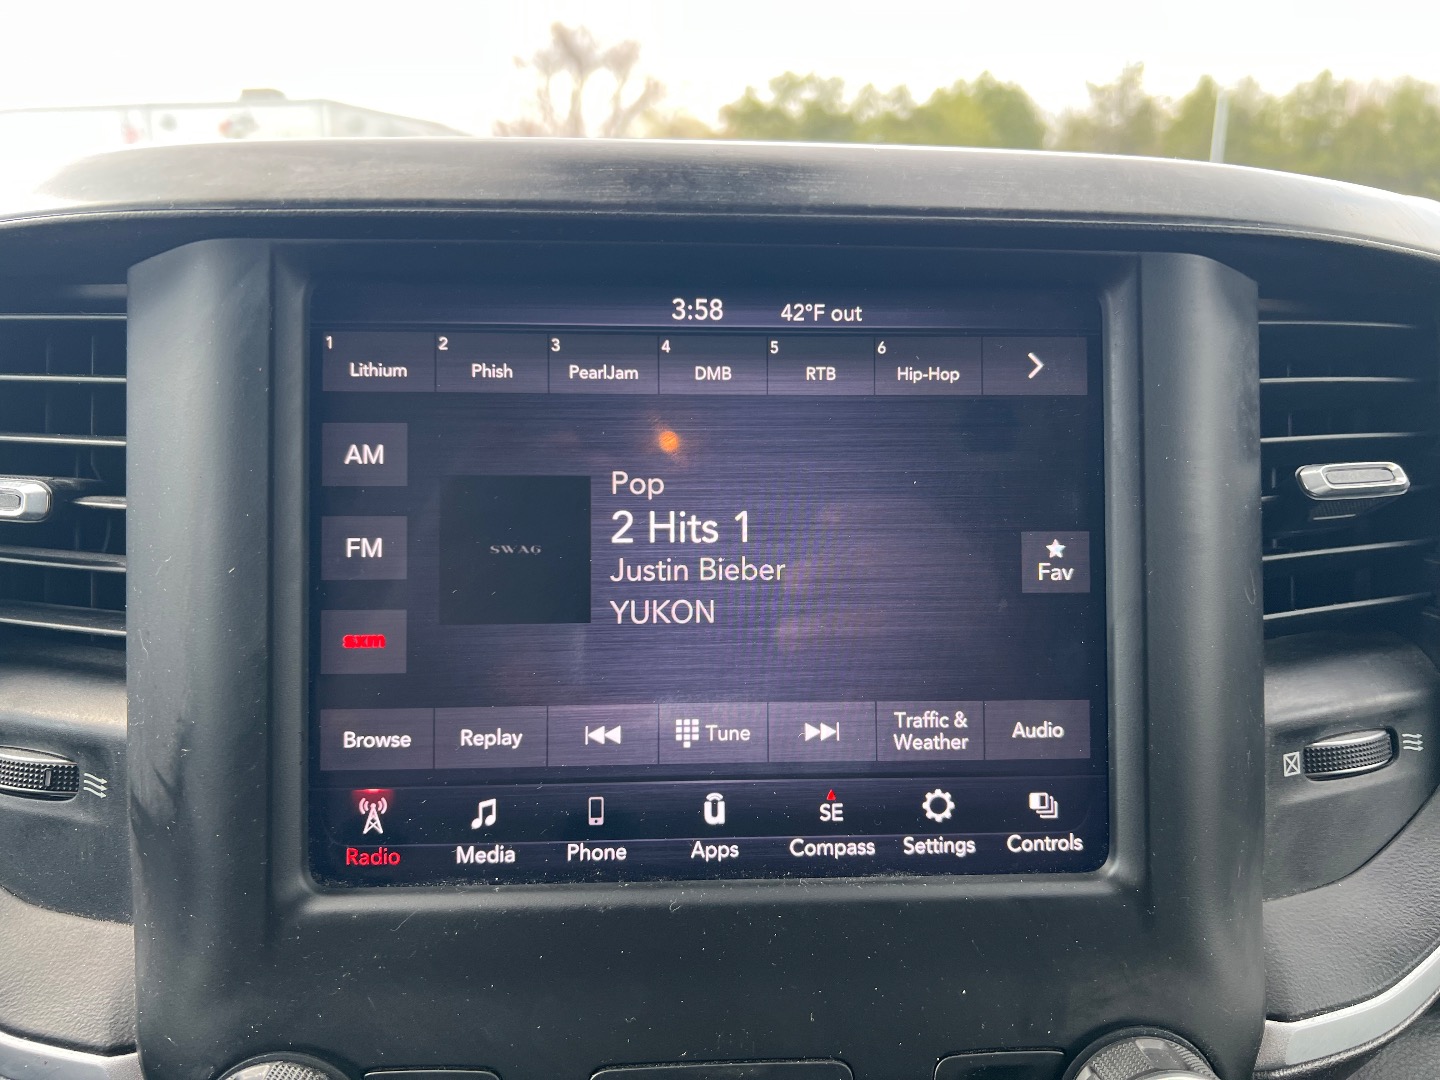 3:58 42°F out
1 Lithium 2 Phish 3 PearlJam 4 DMB 5 RTB 6 Hip-Hop
AM
FM
sxm
SWAG
Pop
2 Hits 1
Justin Bieber
YUKON
Fav
Browse Replay Tune Traffic & Weather Audio
SE
Radio Media Phone Apps Compass Settings Controls